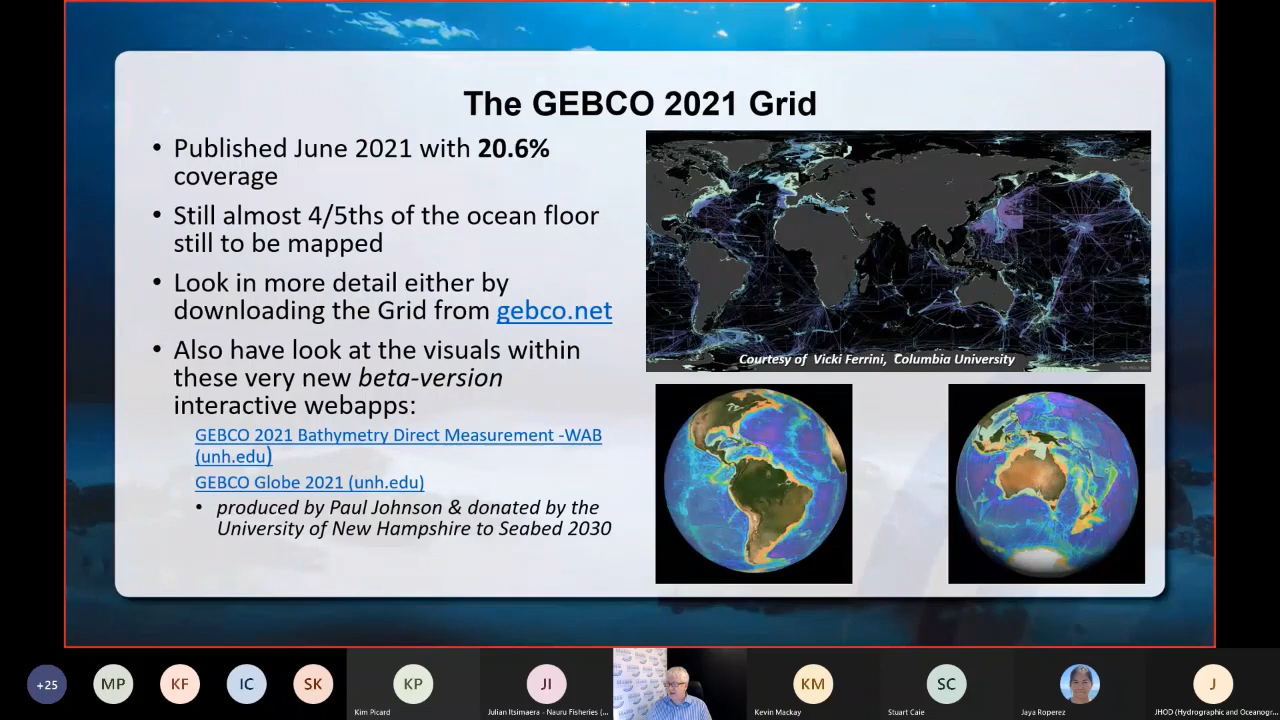 The GEBCO 2021 Grid
• Published June 2021 with 20.6%
coverage
• Still almost 4/5ths of the ocean floor
still to be mapped
• Look in more detail either by
downloading the Grid from gebco.net
• Also have look at the visuals within
these very new beta-version
interactive webapps:
GEBCO 2021 Bathymetry Direct Measurement -WAB
(unh.edu)
GEBCO Globe 2021 (unh.edu)
• produced by Paul Johnson & donated by the
University of New Hampshire to Seabed 2030
Courtesy of Vicki Ferrini, Columbia University
+25
MP
KF
IC
SK
KP
JI
KM
SC
J
Kim Picard
Julian Itsimaera - Nauru Fisheries (...
Kevin Mackay
Stuart Caie
Jaya Roperez
JHOD (Hydrographic and Oceanogr...